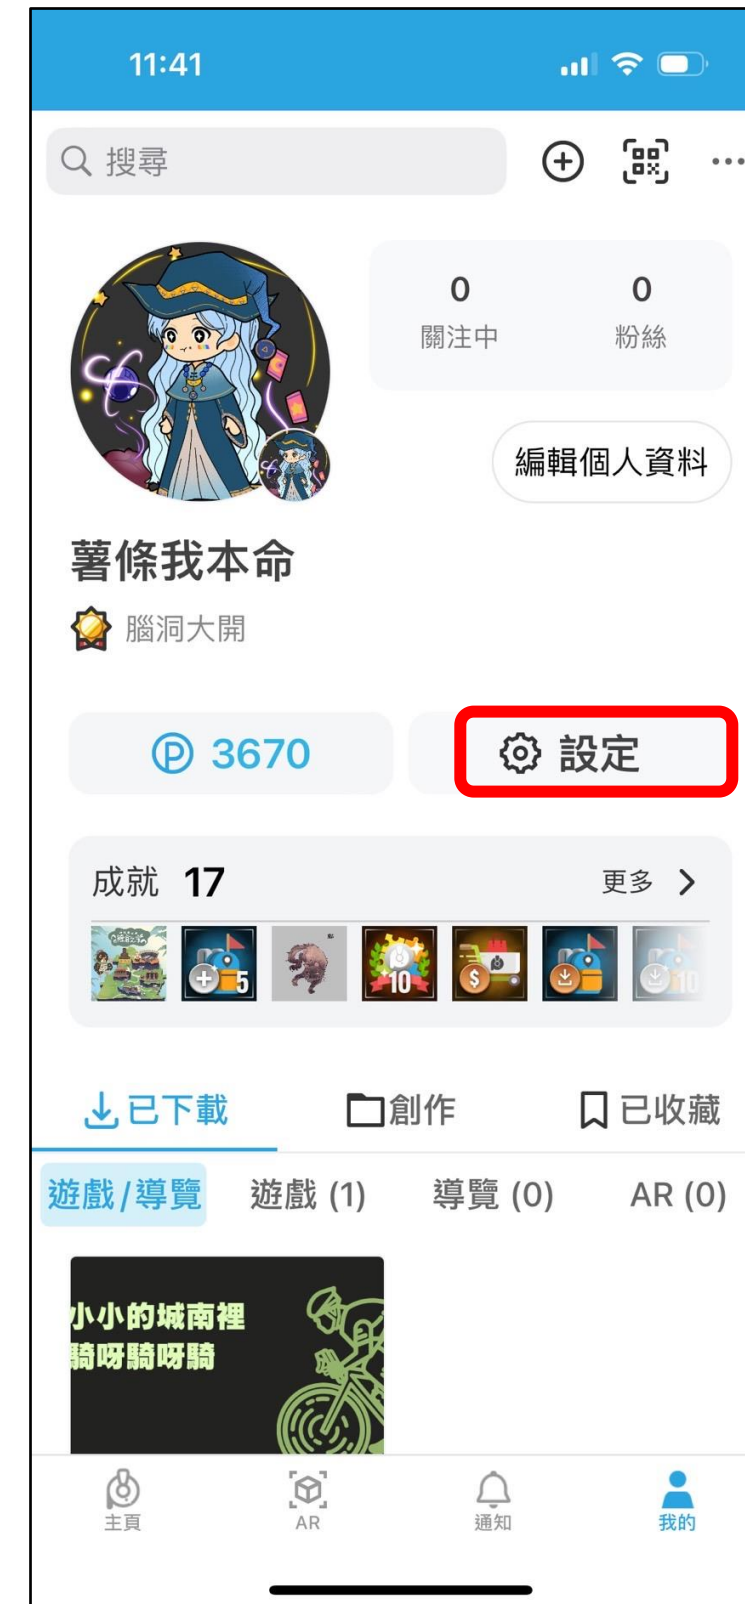 11:41
搜尋
0 0
關注中 粉絲
編輯個人資料
薯條我本命
腦洞大開
3670 設定
成就 17 更多
5 10 10
已下載 創作 已收藏
遊戲/導覽 遊戲 (1) 導覽 (0) AR (0)
小小的城南裡
騎呀騎呀騎
主頁 AR 通知 我的